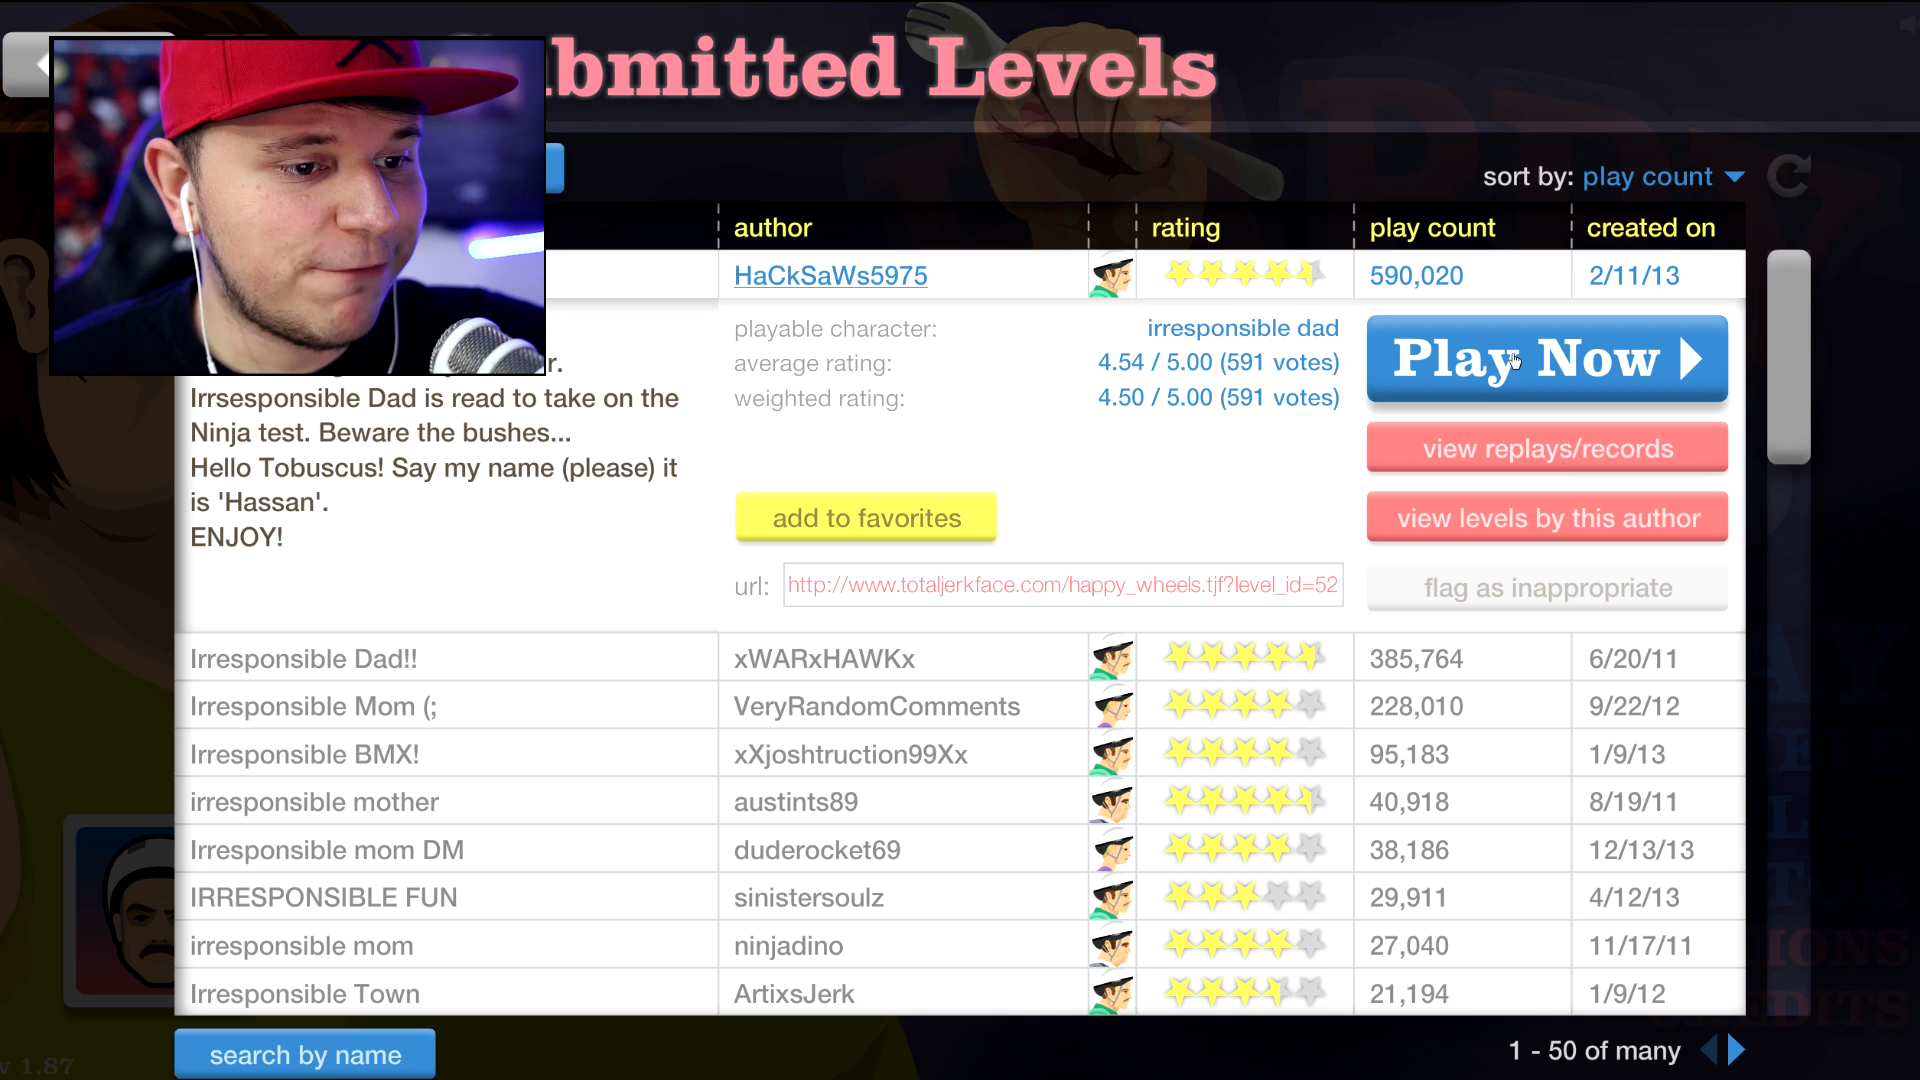 bmitted Levels
sort by: play count
author rating play count created on
HaCkSaWs5975 590,020 2/11/13
r.
Irrsesponsible Dad is read to take on the
Ninja test. Beware the bushes...
Hello Tobuscus! Say my name (please) it
is 'Hassan'.
ENJOY!
playable character: irresponsible dad
average rating: 4.54 / 5.00 (591 votes)
weighted rating: 4.50 / 5.00 (591 votes)
add to favorites
url: http://www.totaljerkface.com/happy_wheels.tjf?level_id=52
Play Now
view replays/records
view levels by this author
flag as inappropriate
Irresponsible Dad!! xWARxHAWKx 385,764 6/20/11
Irresponsible Mom (; VeryRandomComments 228,010 9/22/12
Irresponsible BMX! xXjoshtruction99Xx 95,183 1/9/13
irresponsible mother austints89 40,918 8/19/11
Irresponsible mom DM duderocket69 38,186 12/13/13
IRRESPONSIBLE FUN sinistersoulz 29,911 4/12/13
irresponsible mom ninjadino 27,040 11/17/11
Irresponsible Town ArtixsJerk 21,194 1/9/12
search by name
1 - 50 of many
v 1.87